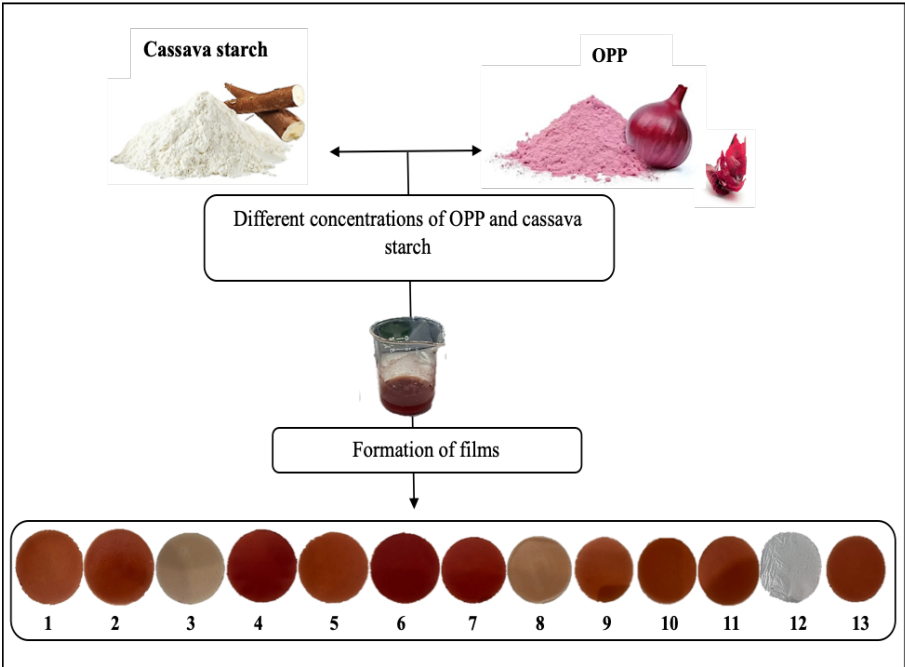 Cassava starch
OPP
Different concentrations of OPP and cassava
starch
Formation of films
1 2 3 4 5 6 7 8 9 10 11 12 13